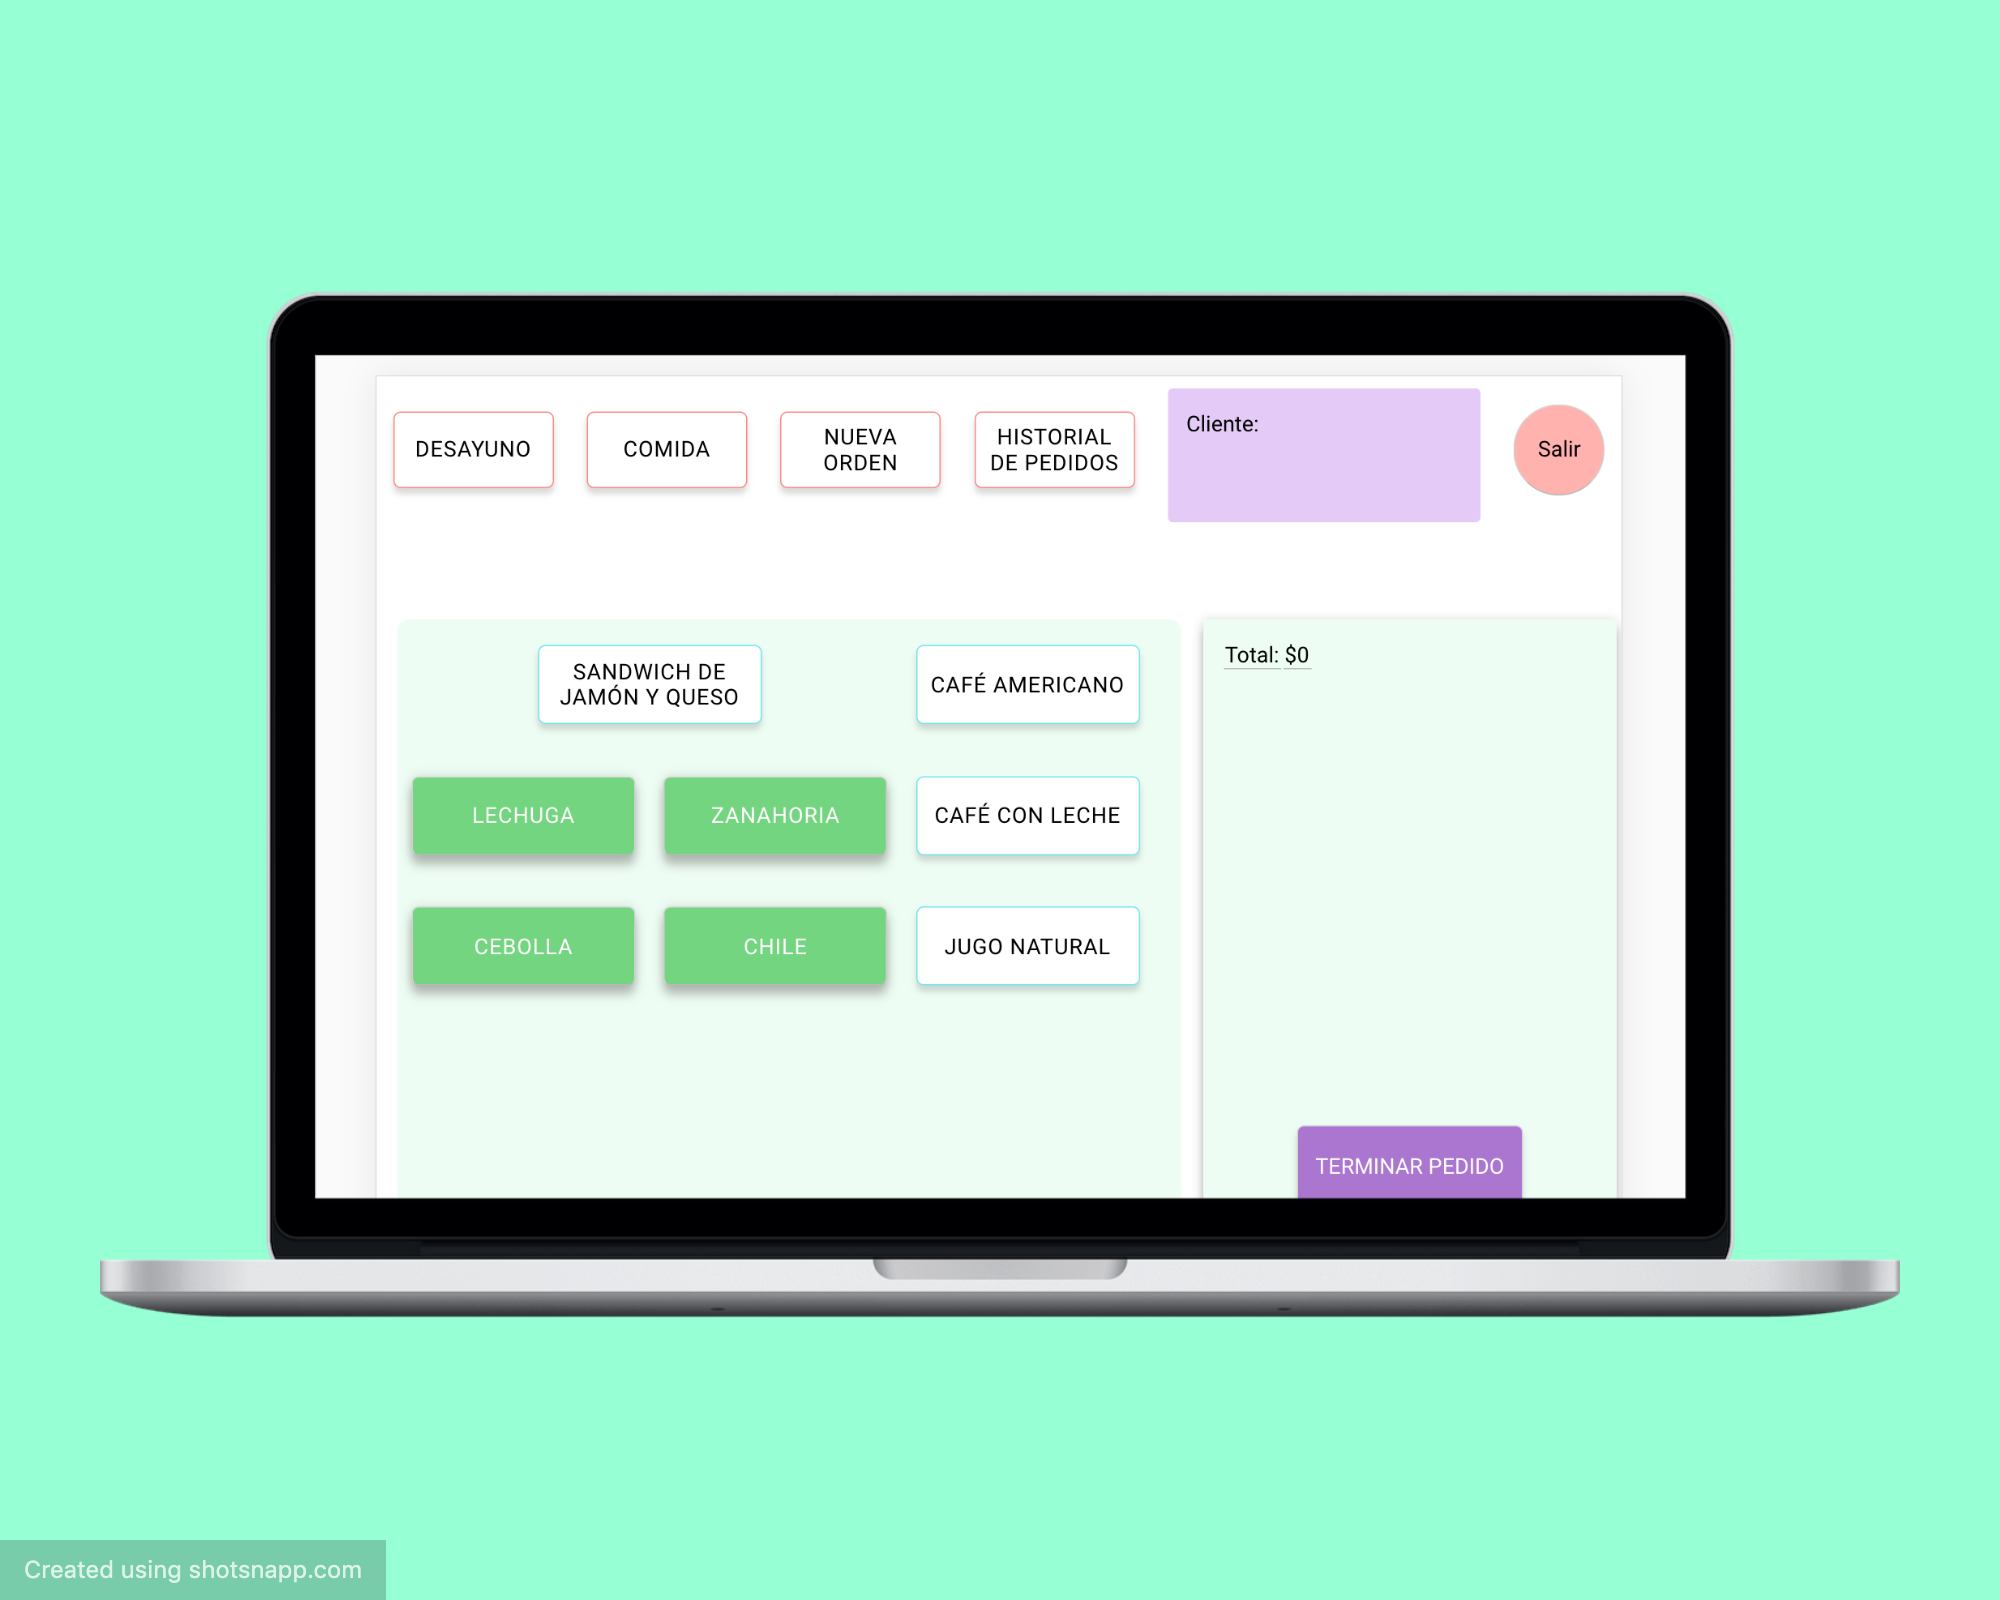 DESAYUNO
COMIDA
NUEVA
ORDEN
HISTORIAL
DE PEDIDOS
Cliente:
Salir
SANDWICH DE
JAMÓN Y QUESO
CAFÉ AMERICANO
LECHUGA
ZANAHORIA
CAFÉ CON LECHE
CEBOLLA
CHILE
JUGO NATURAL
Total: $0
TERMINAR PEDIDO
Created using shotsnapp.com